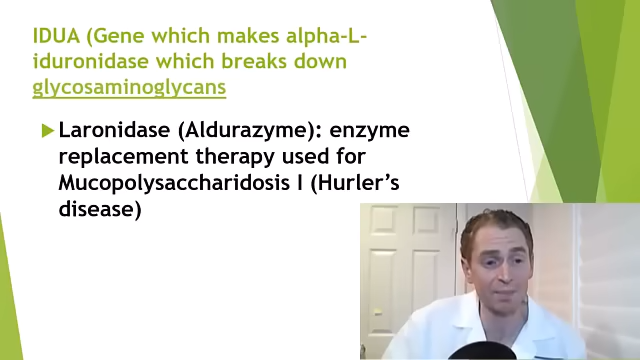 IDUA (Gene which makes alpha-L-
iduronidase which breaks down
glycosaminoglycans
Laronidase (Aldurazyme): enzyme
replacement therapy used for
Mucopolysaccharidosis I (Hurler's
disease)